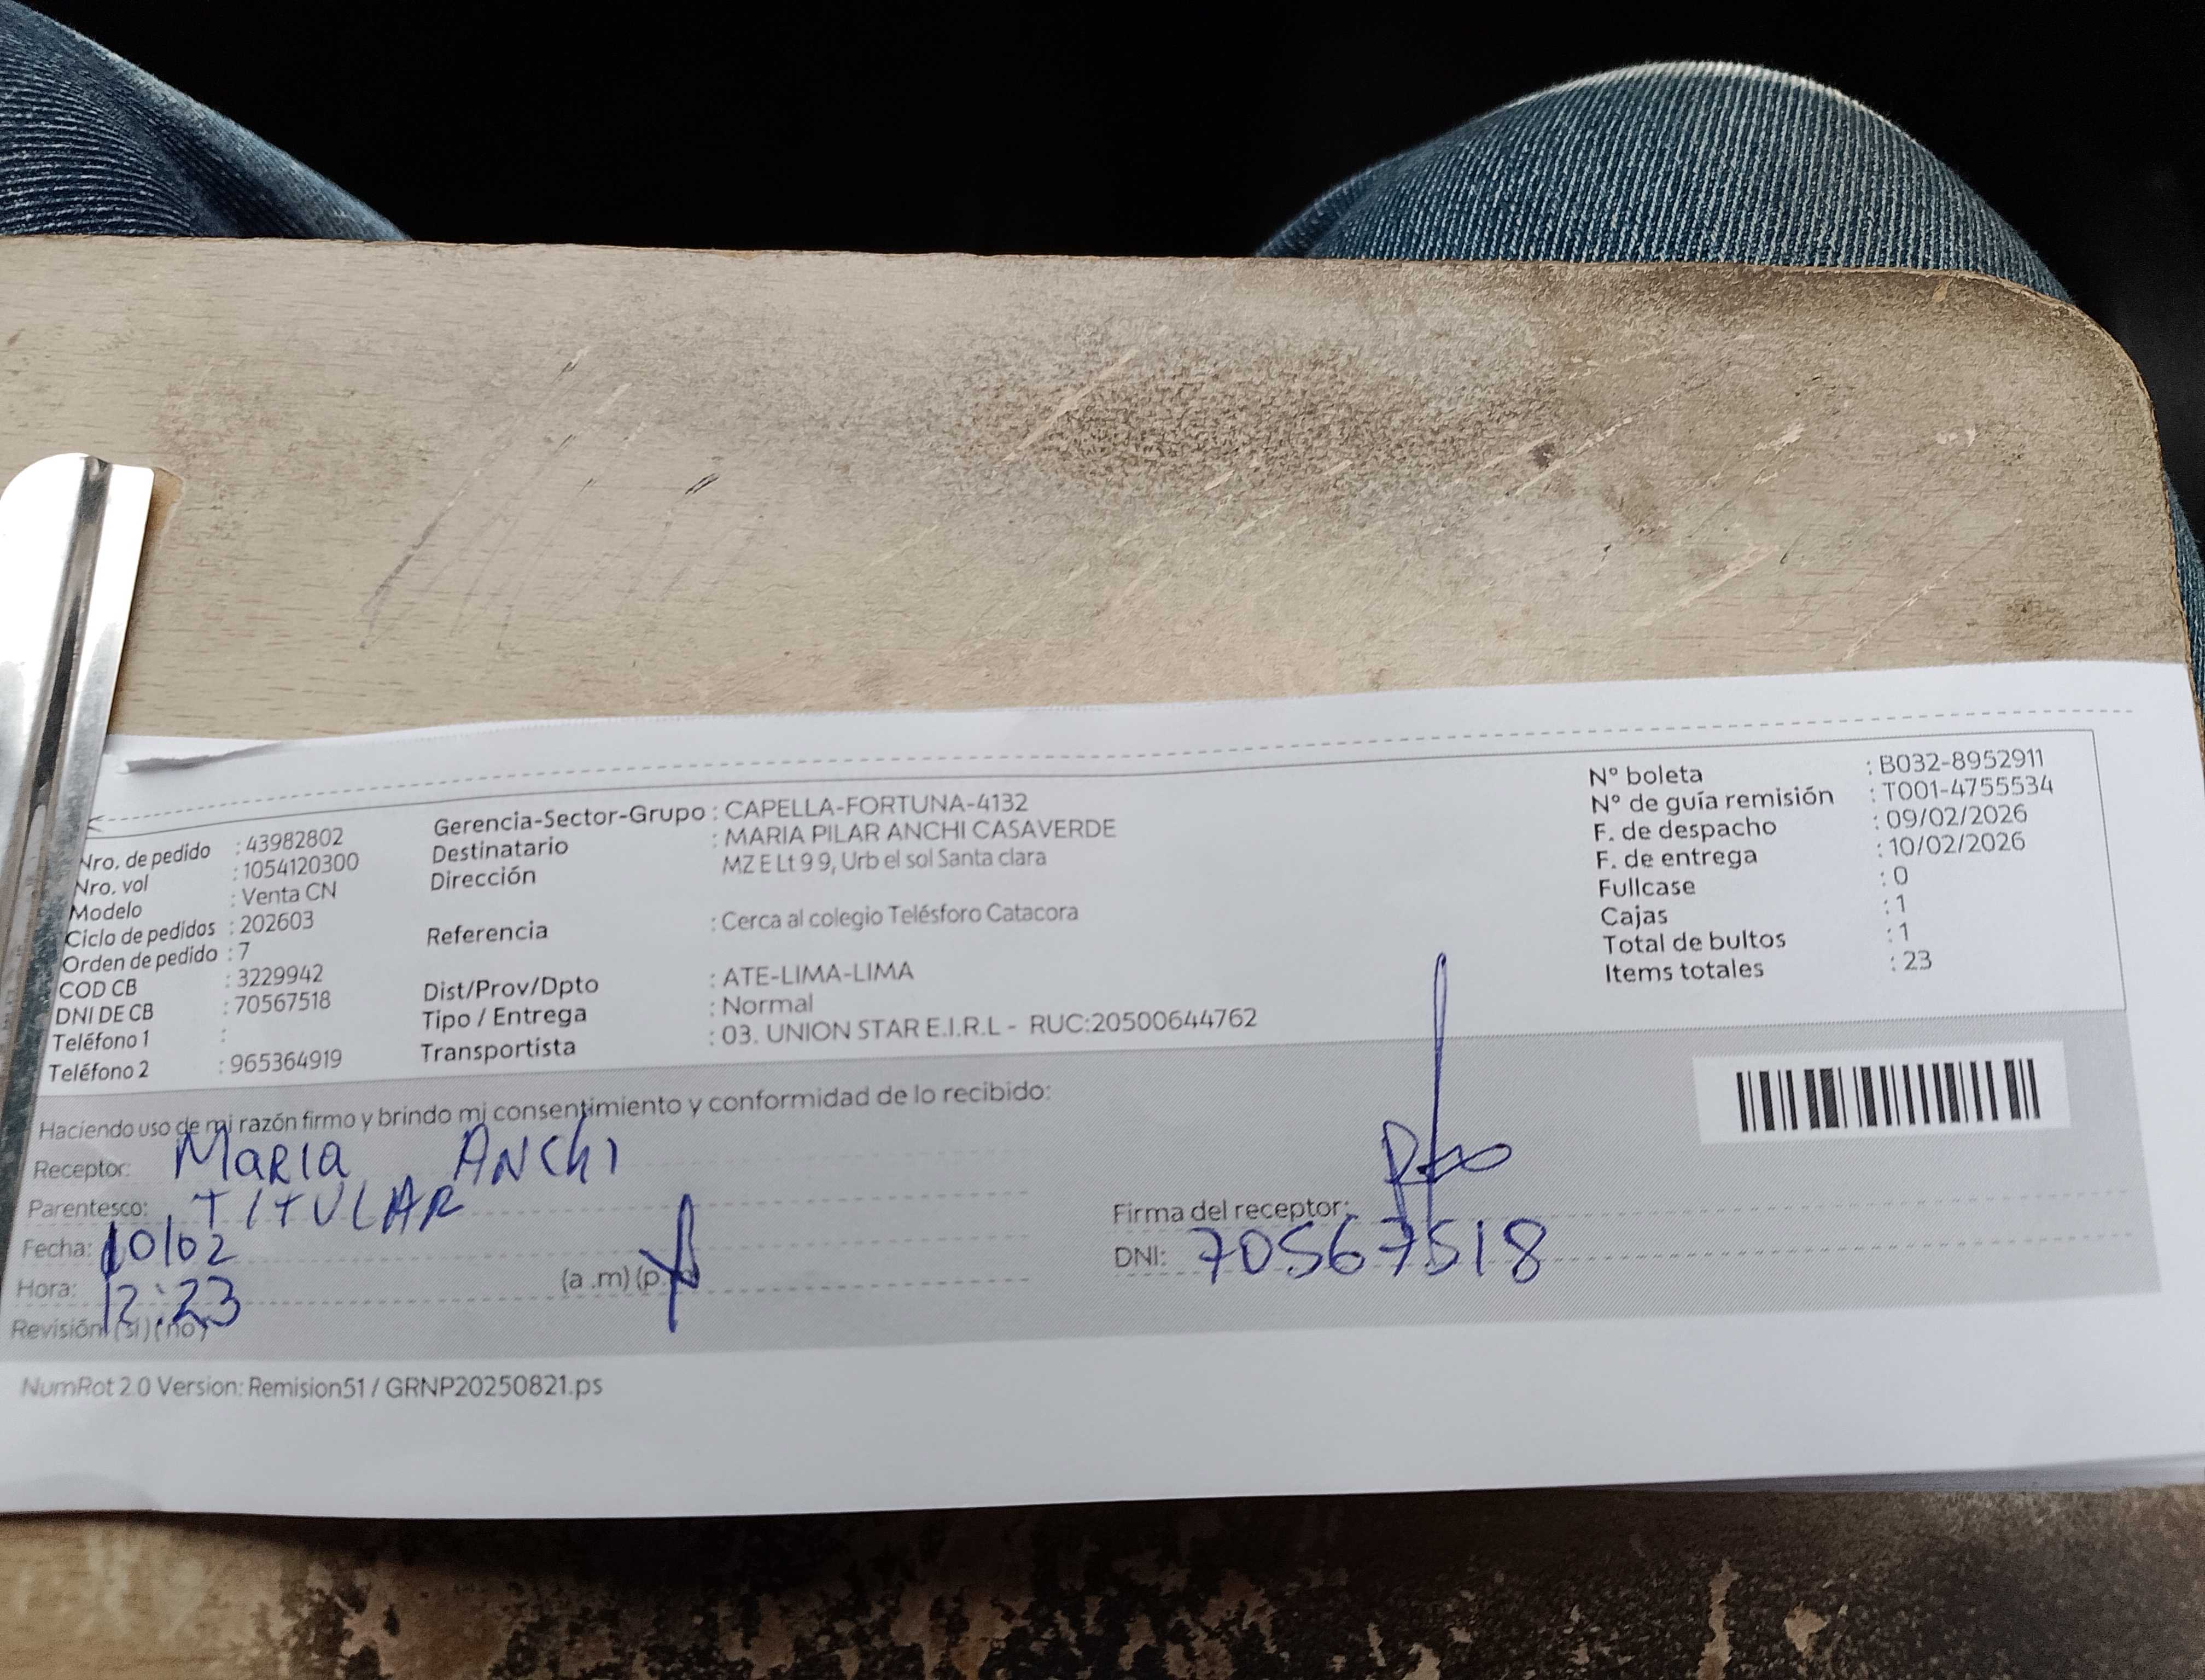 Nro. de pedido : 43982802
Nro. vol : 1054120300
Modelo : Venta CN
Ciclo de pedidos : 202603
Orden de pedido : 7
COD CB : 3229942
DNI DE CB : 70567518
Teléfono 1 :
Teléfono 2 : 965364919
Gerencia-Sector-Grupo : CAPELLA-FORTUNA-4132
Destinatario : MARIA PILAR ANCHI CASAVERDE
Dirección MZ E Lt 9 9, Urb el sol Santa clara
Referencia : Cerca al colegio Telésforo Catacora
Dist/Prov/Dpto : ATE-LIMA-LIMA
Tipo / Entrega : Normal
Transportista : 03. UNION STAR E.I.R.L - RUC:20500644762
N° boleta : B032-8952911
N° de guía remisión : T001-4755534
F. de despacho : 09/02/2026
F. de entrega : 10/02/2026
Fullcase : 0
Cajas : 1
Total de bultos : 1
Items totales : 23
Haciendo uso de mi razón firmo y brindo mi consentimiento y conformidad de lo recibido:
Receptor: MARIA ANCHI
Parentesco: TITULAR
Fecha: 10/02
Hora: 12:23 (a .m) (p.
Revisión (si) (no)
Firma del receptor:
DNI: 70567518
NumRot 2.0 Version: Remision51 / GRNP20250821.ps